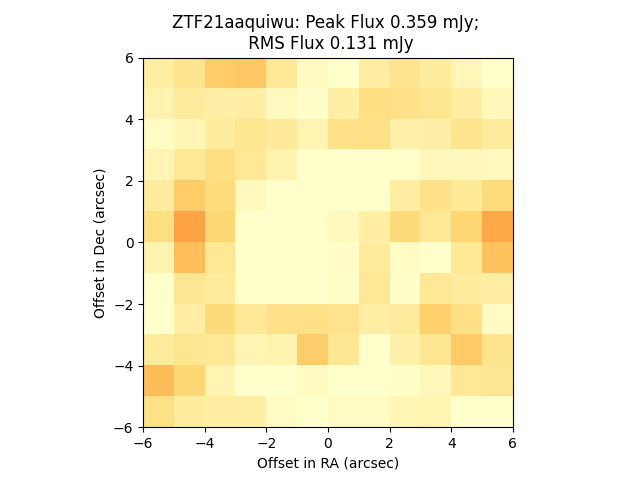 ZTF21aaquiwu: Peak Flux 0.359 mJy;
RMS Flux 0.131 mJy
6
4
2
0
−2
−4
−6
Offset in Dec (arcsec)
−6 −4 −2 0 2 4 6
Offset in RA (arcsec)